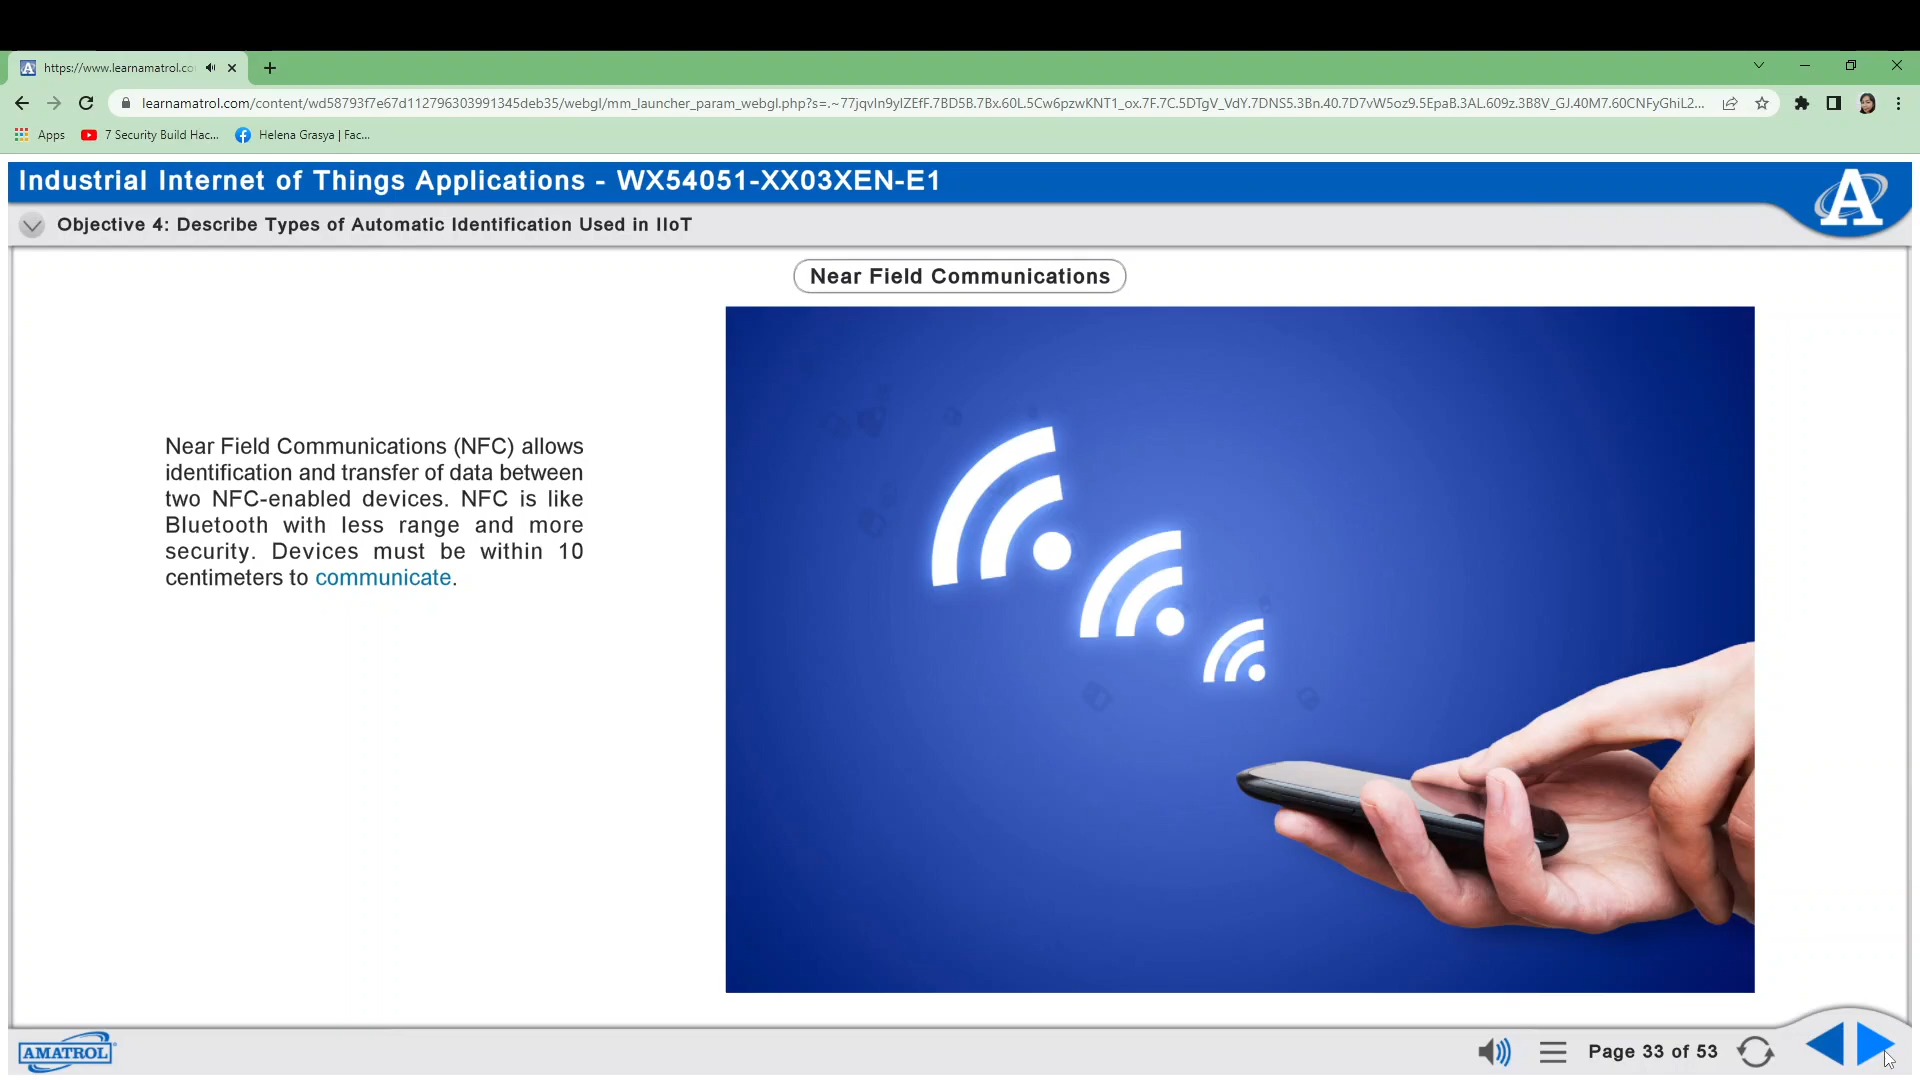 https://www.learnamatrol.co
learnamatrol.com/content/wd58793f7e67d112796303991345deb35/webgl/mm_launcher_param_webgl.php?s=.~77jqvIn9yIZEfF.7BD5B.7Bx.60L.5Cw6pzwKNT1_ox.7F.7C.5DTgV_VdY.7DNS5.3Bn.40.7D7vW5oz9.5EpaB.3AL.609z.3B8V_GJ.40M7.60CNFyGhiL2...
Apps 7 Security Build Hac... Helena Grasya | Fac...
Industrial Internet of Things Applications - WX54051-XX03XEN-E1
A
Objective 4: Describe Types of Automatic Identification Used in IIoT
Near Field Communications
Near Field Communications (NFC) allows
identification and transfer of data between
two NFC-enabled devices. NFC is like
Bluetooth with less range and more
security. Devices must be within 10
centimeters to communicate.
AMATROL
Page 33 of 53